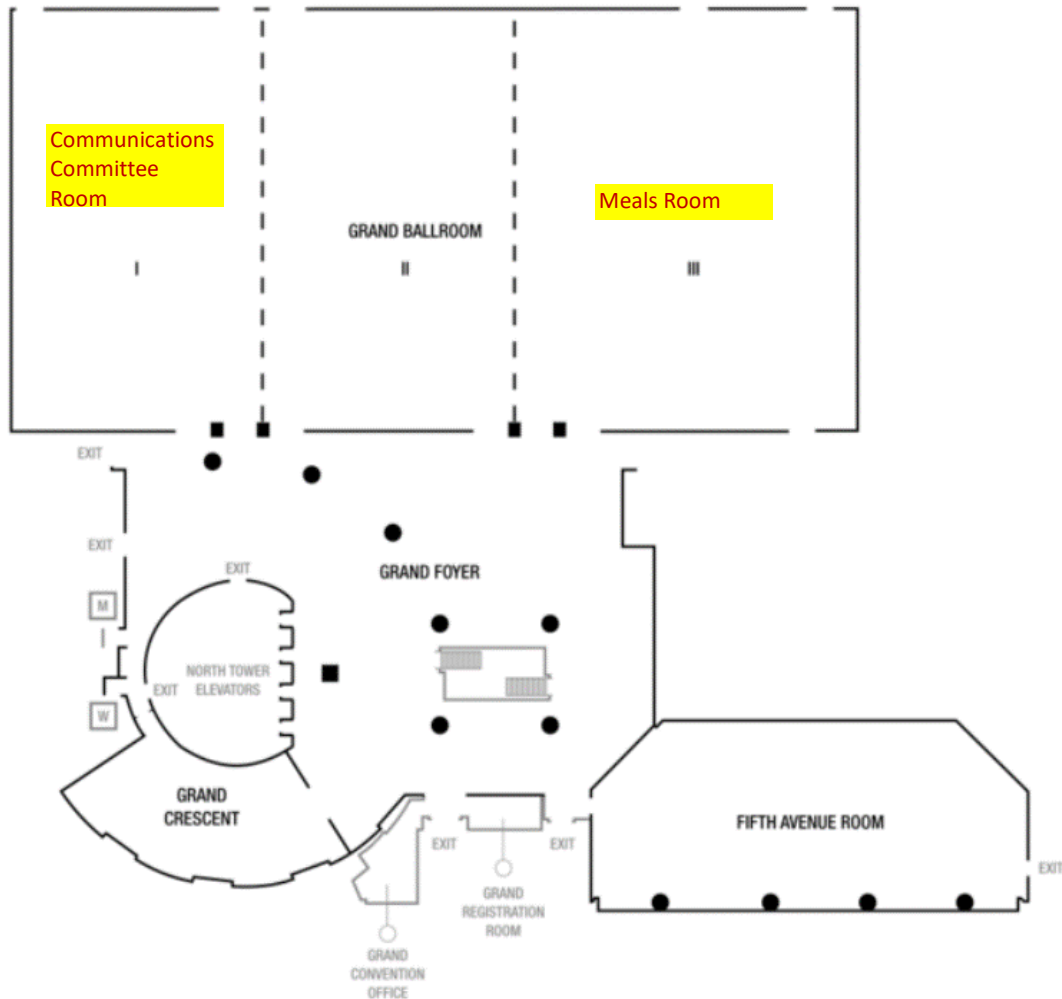 Communications
Committee
Room
Meals Room
GRAND BALLROOM
I
II
III
EXIT
EXIT
EXIT
GRAND FOYER
M
NORTH TOWER
ELEVATORS
EXIT
W
GRAND
CRESCENT
FIFTH AVENUE ROOM
EXIT
EXIT
EXIT
GRAND
REGISTRATION
ROOM
GRAND
CONVENTION
OFFICE